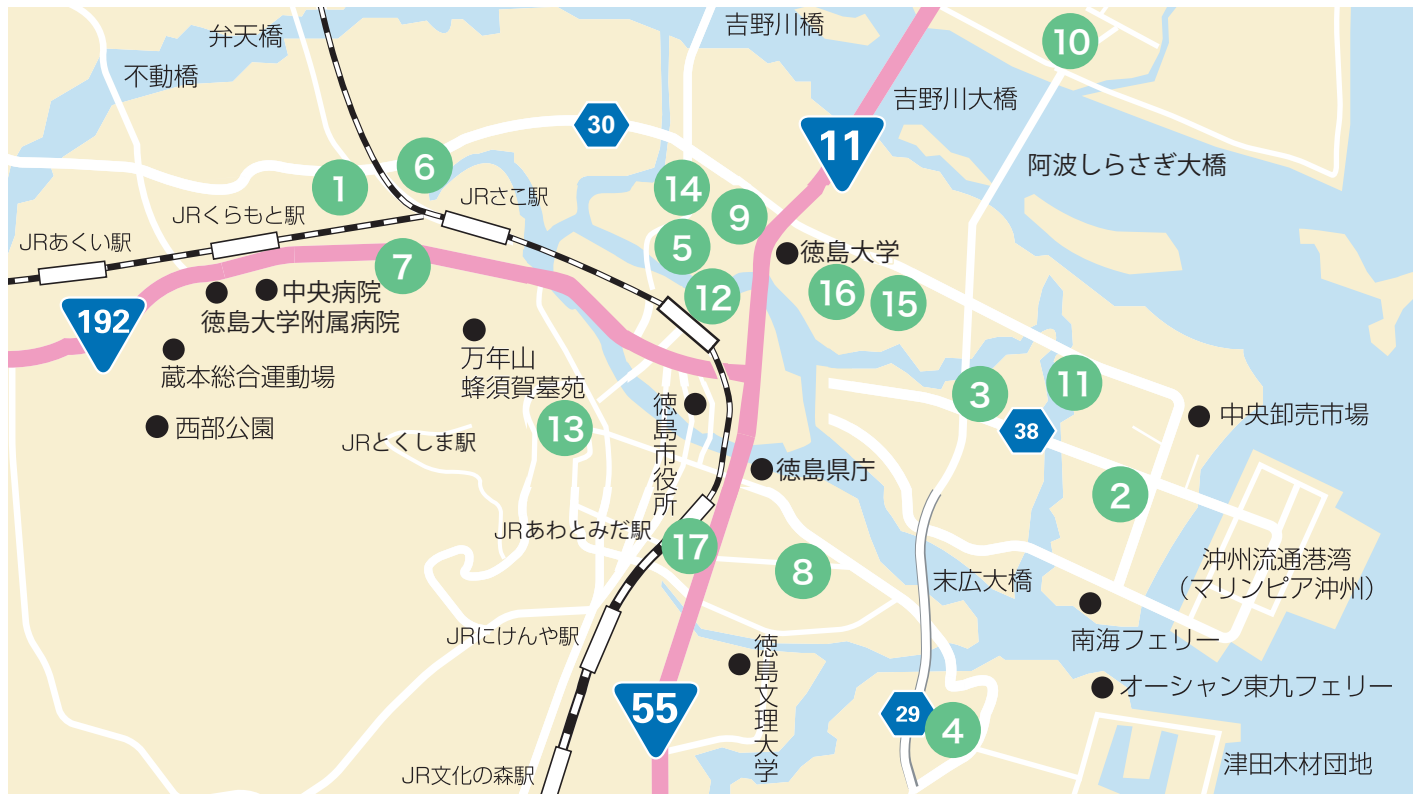 弁天橋
吉野川橋
不動橋
10
吉野川大橋
30
11
阿波しらさぎ大橋
6
1
14
JRさこ駅
JRくらもと駅
9
JRあくい駅
5
徳島大学
7
中央病院
12
16
15
徳島大学附属病院
192
万年山
蜂須賀墓苑
蔵本総合運動場
3
11
徳島市役所
中央卸売市場
西部公園
13
38
JRとくしま駅
徳島県庁
2
JRあわとみだ駅
17
沖州流通港湾
(マリンピア沖州)
8
末広大橋
JRにけんや駅
徳島文理大学
南海フェリー
オーシャン東九フェリー
55
29
4
JR文化の森駅
津田木材団地